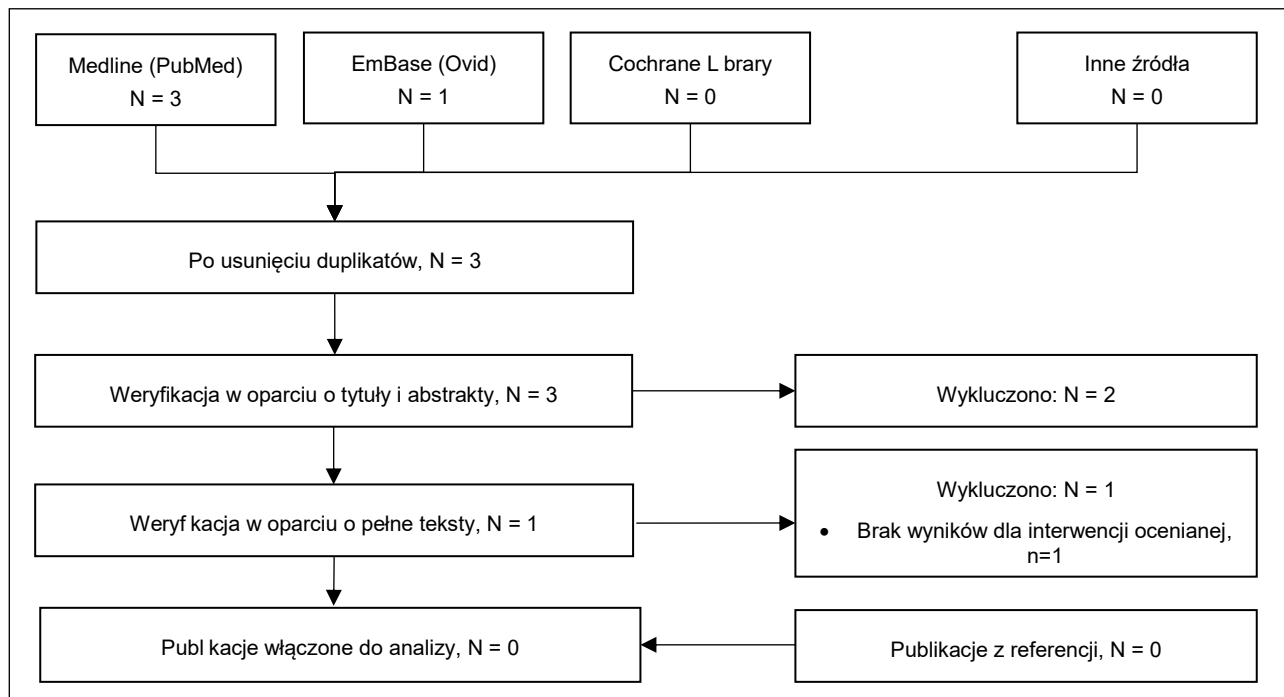 Medline (PubMed)
N = 3
EmBase (Ovid)
N = 1
Cochrane L brary
N = 0
Inne źródła
N = 0
Po usunięciu duplikatów, N = 3
Weryfikacja w oparciu o tytuły i abstrakty, N = 3
Wykluczono: N = 2
Weryf kacja w oparciu o pełne teksty, N = 1
Wykluczono: N = 1
• Brak wyników dla interwencji ocenianej,
n=1
Publ kacje włączone do analizy, N = 0
Publikacje z referencji, N = 0